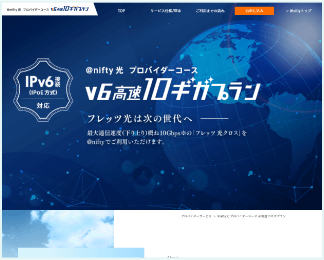 @nifty光 プロバイダーコース v6高速10ギガプラン
TOP
サービス仕様/料金
ご利用までの流れ
お申し込み
@niftyトップ
@nifty光 プロバイダーコース
v6高速10ギガプラン
IPv6接続
(IPoE方式)
対応
フレッツ光は次の世代へ
最大通信速度(下り/上り)概ね10Gbps※の「フレッツ 光クロス」を
@niftyでご利用いただけます。